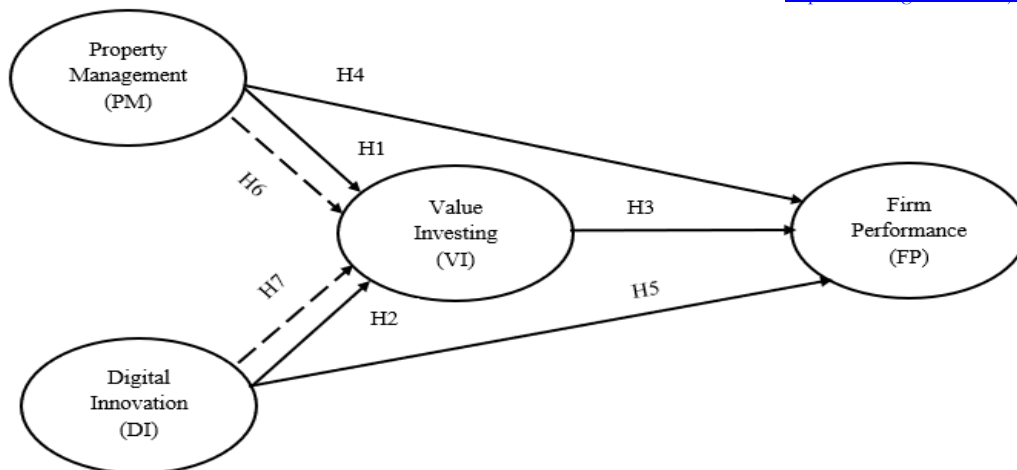 Property
Management
(PM)
H4
H1
H6
Value
Investing
(VI)
H3
Firm
Performance
(FP)
H7
H2
H5
Digital
Innovation
(DI)